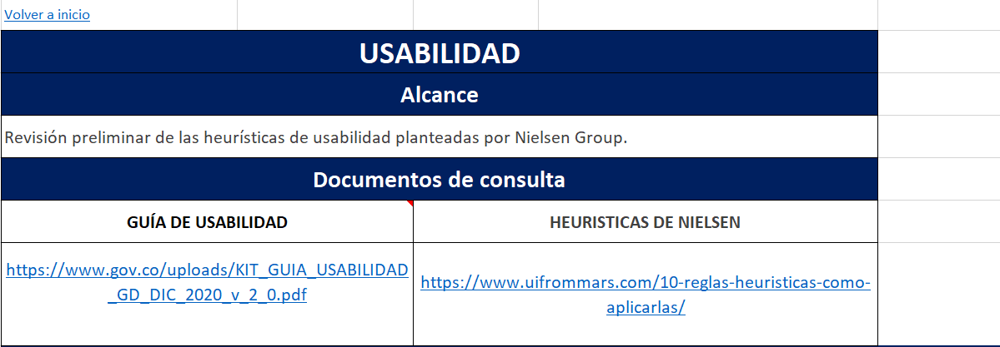 Volver a inicio
USABILIDAD
Alcance
Revisión preliminar de las heurísticas de usabilidad planteadas por Nielsen Group.
Documentos de consulta
GUÍA DE USABILIDAD
HEURISTICAS DE NIELSEN
https://www.gov.co/uploads/KIT_GUIA_USABILIDAD
_GD_DIC_2020_v_2_0.pdf
https://www.uifrommars.com/10-reglas-heuristicas-como-
aplicarlas/